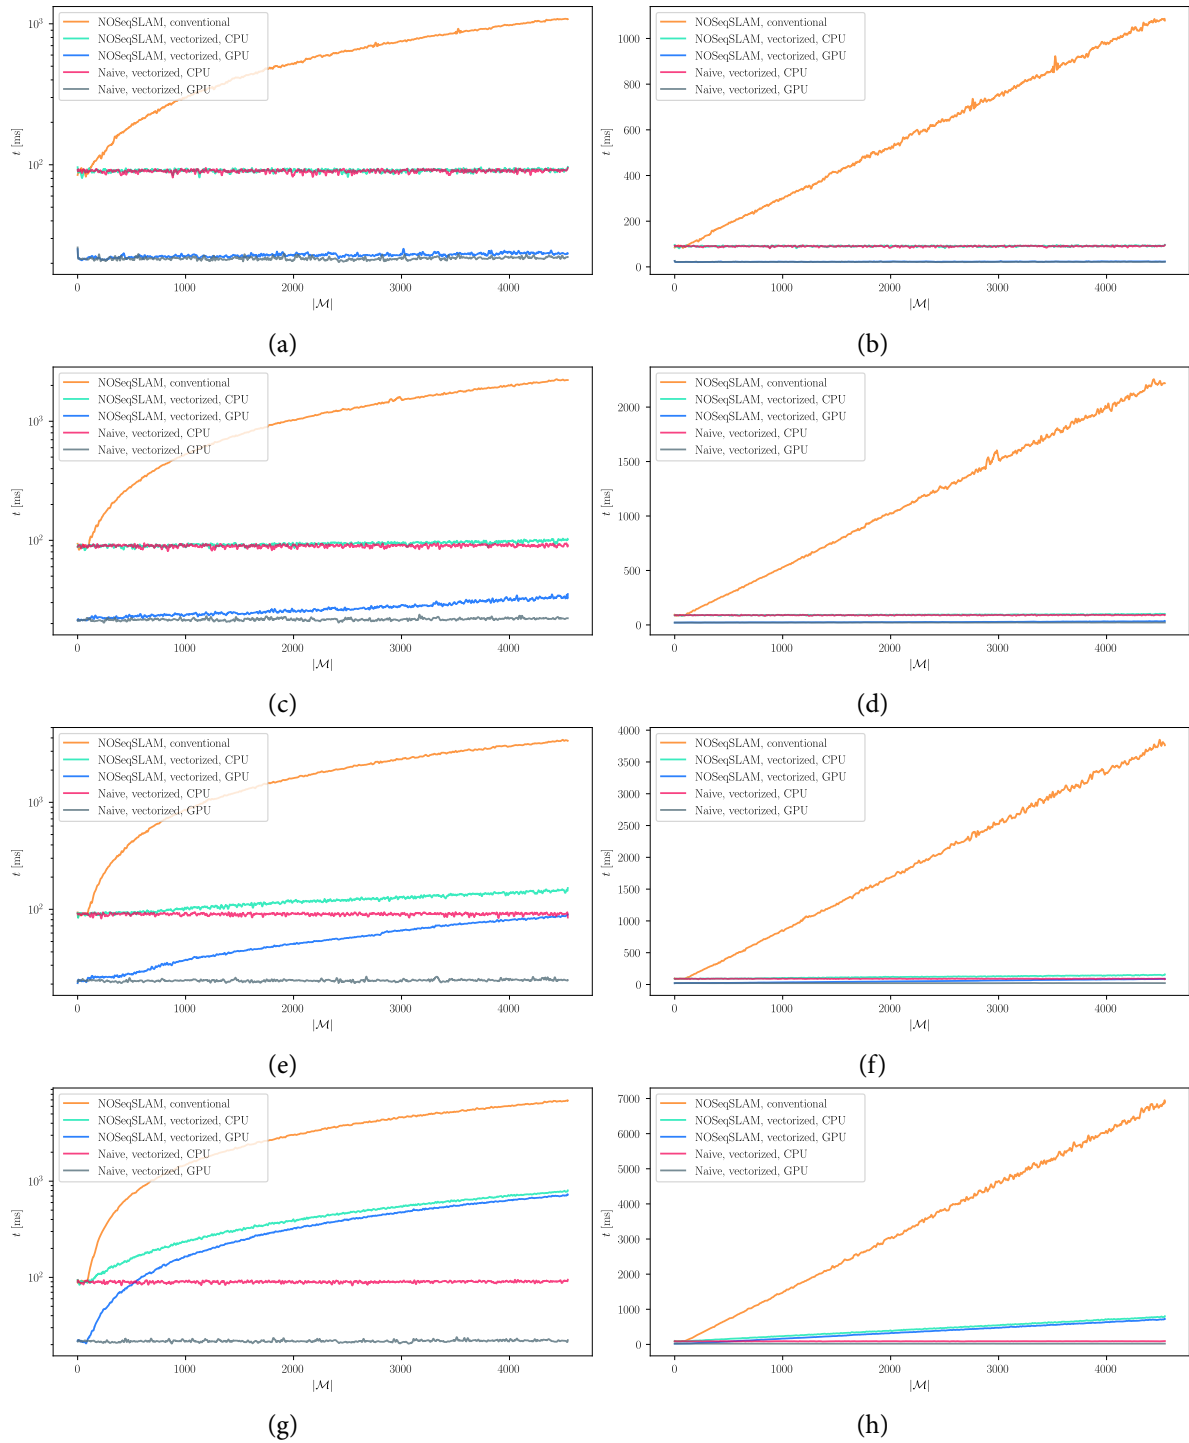 NOSeqSLAM, conventional
NOSeqSLAM, vectorized, CPU
NOSeqSLAM, vectorized, GPU
Naive, vectorized, CPU
Naive, vectorized, GPU
10³
10²
t [ms]
0 1000 2000 3000 4000
|M|
(a)
NOSeqSLAM, conventional
NOSeqSLAM, vectorized, CPU
NOSeqSLAM, vectorized, GPU
Naive, vectorized, CPU
Naive, vectorized, GPU
1000
800
600
400
200
0
t [ms]
0 1000 2000 3000 4000
|M|
(b)
NOSeqSLAM, conventional
NOSeqSLAM, vectorized, CPU
NOSeqSLAM, vectorized, GPU
Naive, vectorized, CPU
Naive, vectorized, GPU
10³
10²
t [ms]
0 1000 2000 3000 4000
|M|
(c)
NOSeqSLAM, conventional
NOSeqSLAM, vectorized, CPU
NOSeqSLAM, vectorized, GPU
Naive, vectorized, CPU
Naive, vectorized, GPU
2000
1500
1000
500
0
t [ms]
0 1000 2000 3000 4000
|M|
(d)
NOSeqSLAM, conventional
NOSeqSLAM, vectorized, CPU
NOSeqSLAM, vectorized, GPU
Naive, vectorized, CPU
Naive, vectorized, GPU
10³
10²
t [ms]
0 1000 2000 3000 4000
|M|
(e)
NOSeqSLAM, conventional
NOSeqSLAM, vectorized, CPU
NOSeqSLAM, vectorized, GPU
Naive, vectorized, CPU
Naive, vectorized, GPU
4000
3500
3000
2500
2000
1500
1000
500
0
t [ms]
0 1000 2000 3000 4000
|M|
(f)
NOSeqSLAM, conventional
NOSeqSLAM, vectorized, CPU
NOSeqSLAM, vectorized, GPU
Naive, vectorized, CPU
Naive, vectorized, GPU
10³
10²
t [ms]
0 1000 2000 3000 4000
|M|
(g)
NOSeqSLAM, conventional
NOSeqSLAM, vectorized, CPU
NOSeqSLAM, vectorized, GPU
Naive, vectorized, CPU
Naive, vectorized, GPU
7000
6000
5000
4000
3000
2000
1000
0
t [ms]
0 1000 2000 3000 4000
|M|
(h)